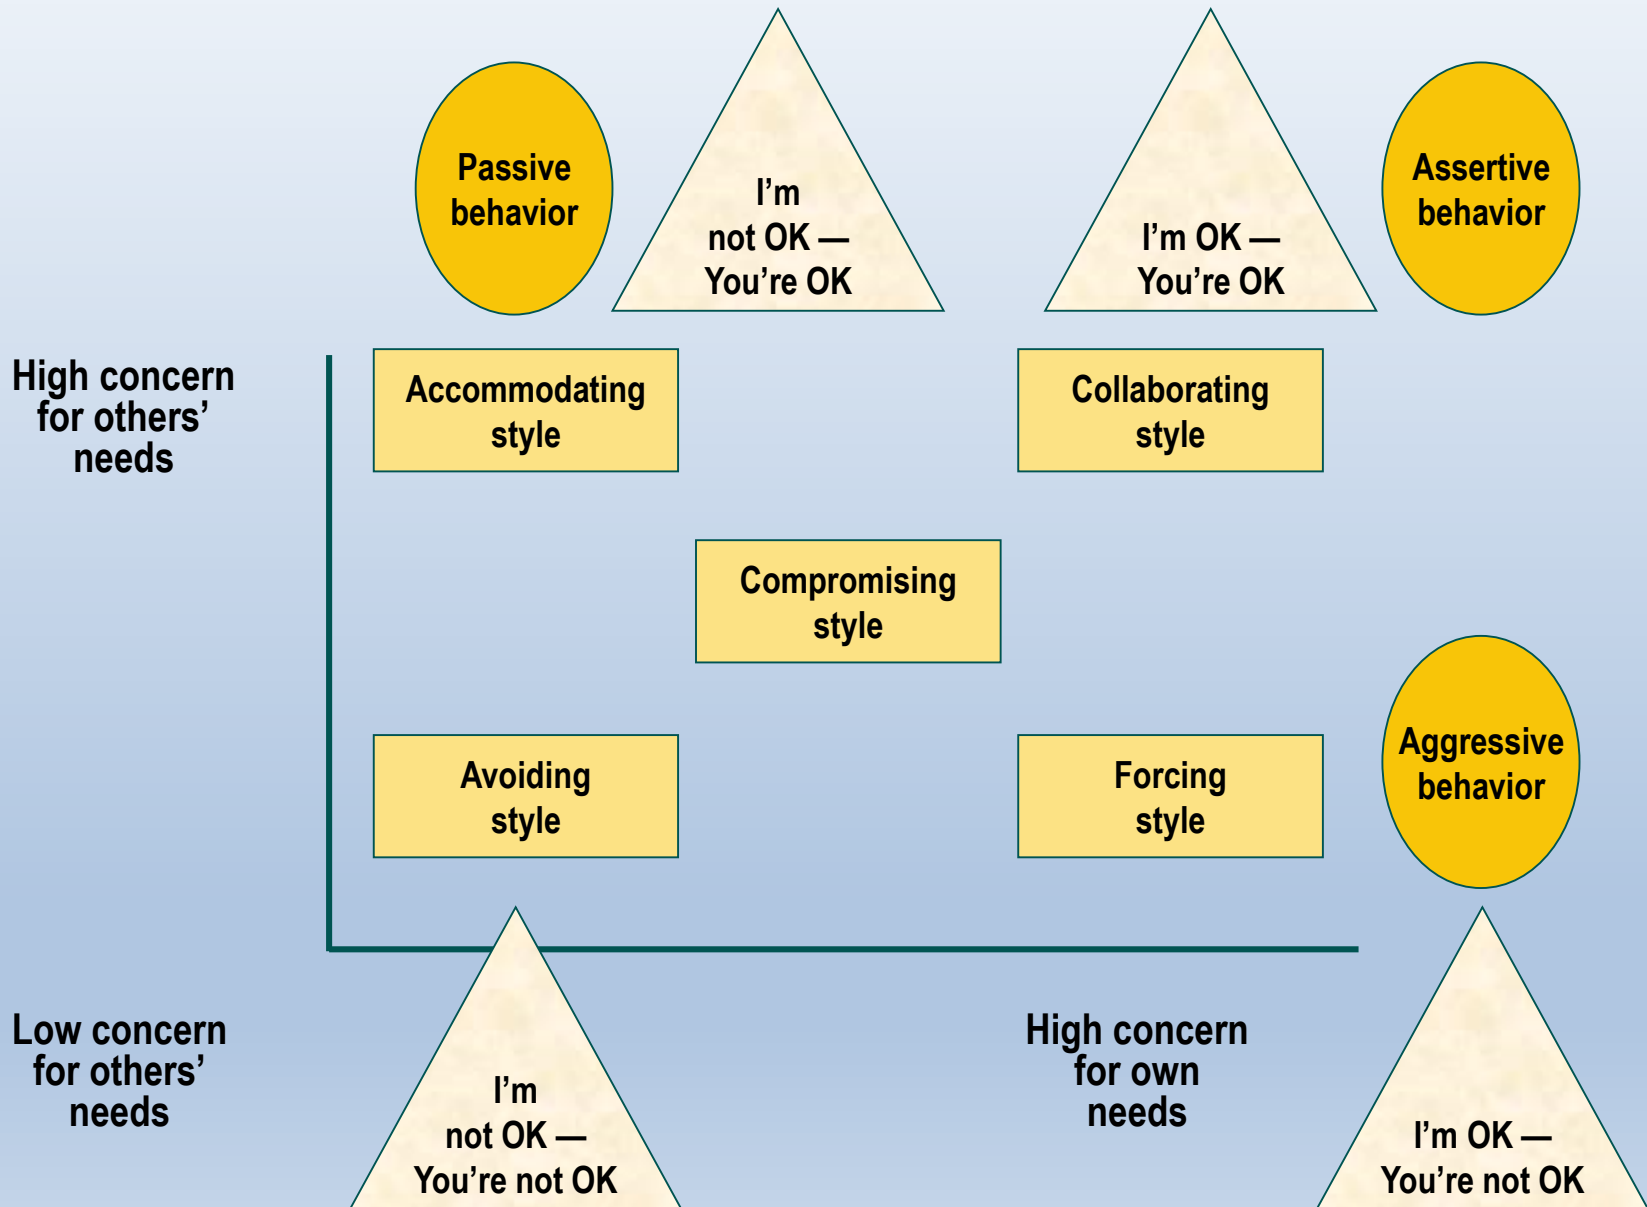 Passive
behavior
I'm
not OK —
You're OK
I'm OK —
You're OK
Assertive
behavior
High concern
for others'
needs
Accommodating
style
Collaborating
style
Compromising
style
Avoiding
style
Forcing
style
Aggressive
behavior
Low concern
for others'
needs
I'm
not OK —
You're not OK
High concern
for own
needs
I'm OK —
You're not OK